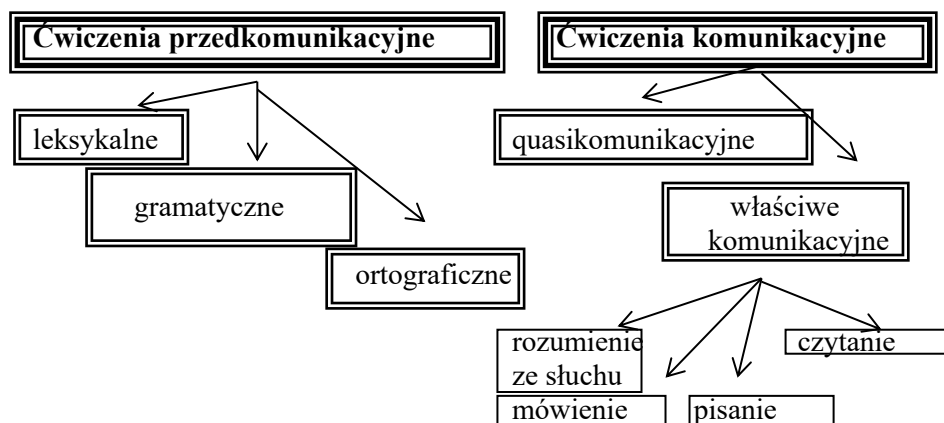 Ćwiczenia przedkomunikacyjne
Ćwiczenia komunikacyjne
leksykalne
quasikomunikacyjne
gramatyczne
właściwe
komunikacyjne
ortograficzne
rozumienie
ze słuchu
czytanie
mówienie
pisanie